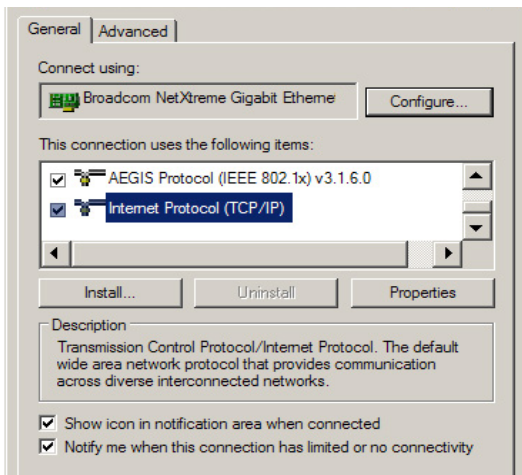 General Advanced
Connect using:
Broadcom NetXtreme Gigabit Etherne
Configure...
This connection uses the following items:
AEGIS Protocol (IEEE 802.1x) v3.1.6.0
Internet Protocol (TCP/IP)
Install... Uninstall Properties
Description
Transmission Control Protocol/Internet Protocol. The default
wide area network protocol that provides communication
across diverse interconnected networks.
Show icon in notification area when connected
Notify me when this connection has limited or no connectivity